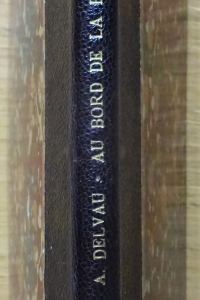 A. DELVAU - AU BORD DE LA